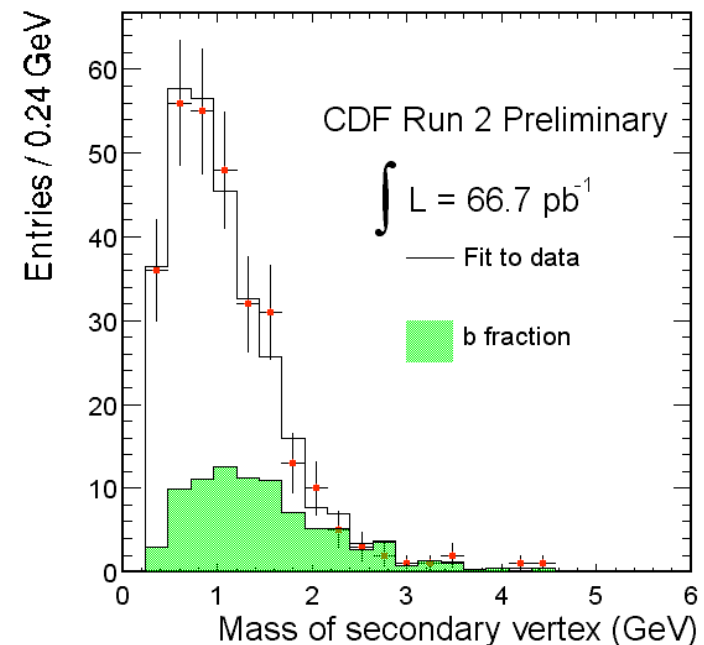 Entries / 0.24 GeV
60
50
40
30
20
10
0
CDF Run 2 Preliminary
∫ L = 66.7 pb-1
Fit to data
b fraction
0 1 2 3 4 5 6
Mass of secondary vertex (GeV)